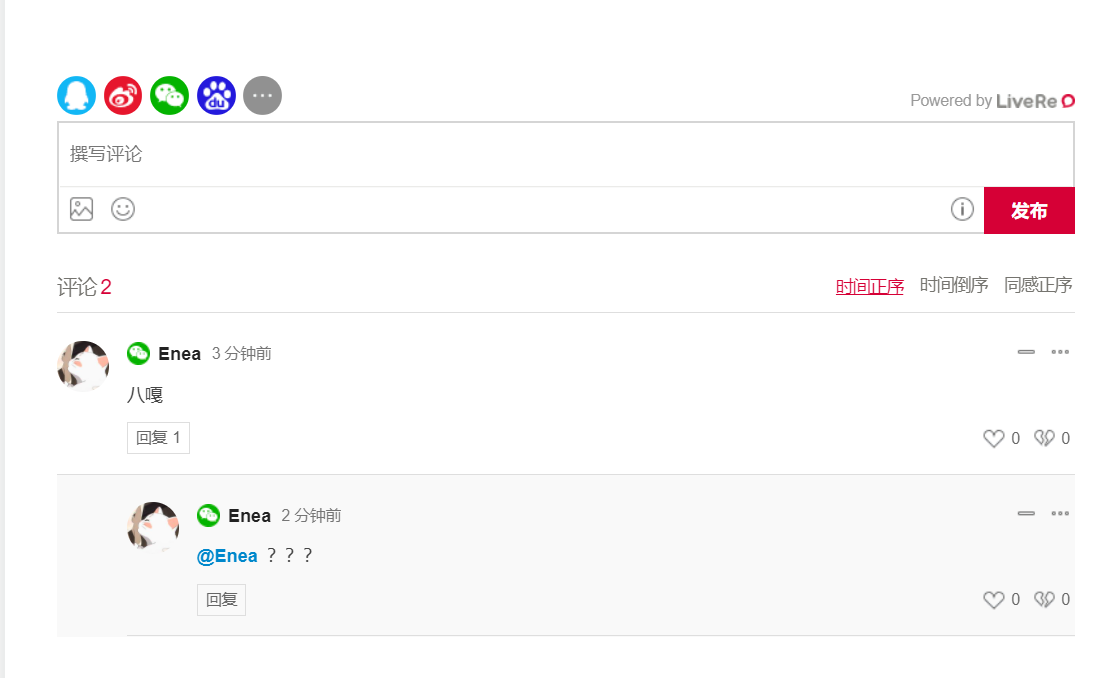 du
Powered by LiveRe
撰写评论
发布
评论 2
时间正序 时间倒序 同感正序
Enea 3 分钟前
八嘎
回复 1
0 0
Enea 2 分钟前
@Enea ？？？
回复
0 0